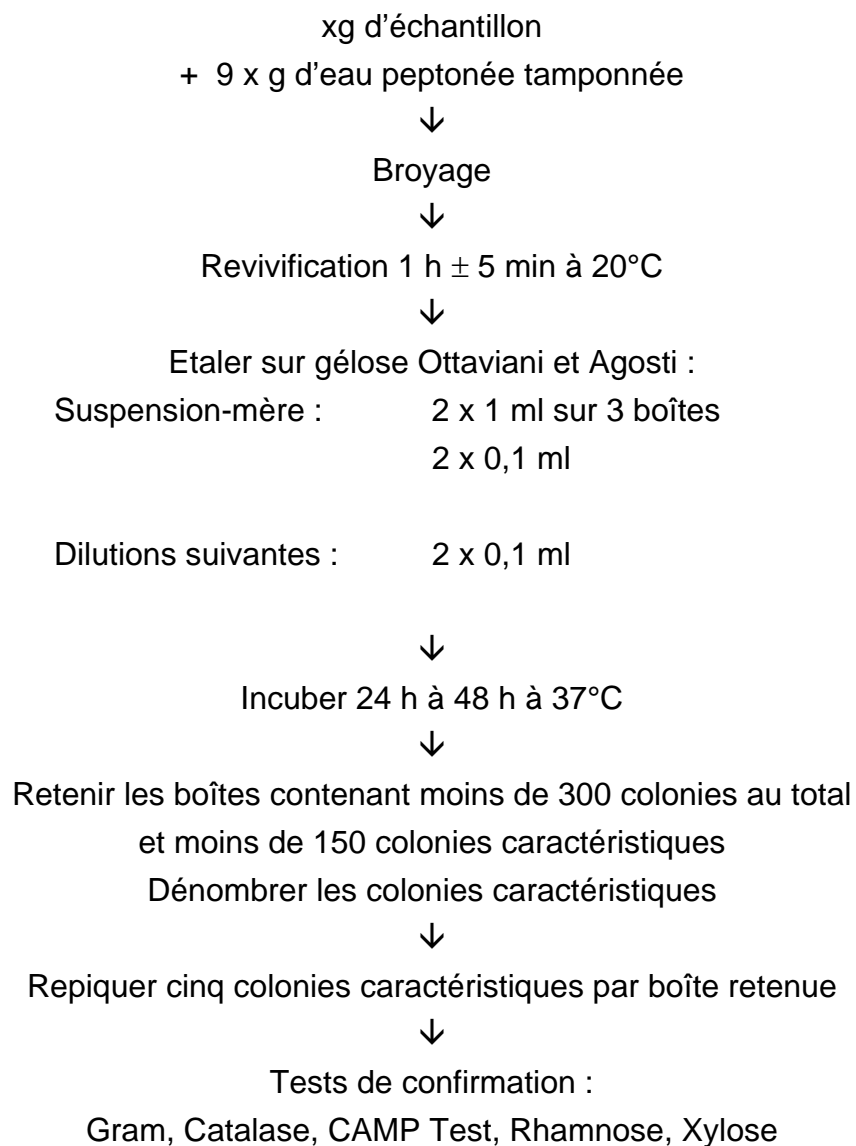 xg d’échantillon
+ 9 x g d’eau peptonée tamponnée
↓
Broyage
↓
Revivification 1 h ± 5 min à 20°C
↓
Etaler sur gélose Ottaviani et Agosti :
Suspension-mère : 2 x 1 ml sur 3 boîtes
2 x 0,1 ml
Dilutions suivantes : 2 x 0,1 ml
↓
Incuber 24 h à 48 h à 37°C
↓
Retenir les boîtes contenant moins de 300 colonies au total
et moins de 150 colonies caractéristiques
Dénombrer les colonies caractéristiques
↓
Repiquer cinq colonies caractéristiques par boîte retenue
↓
Tests de confirmation :
Gram, Catalase, CAMP Test, Rhamnose, Xylose